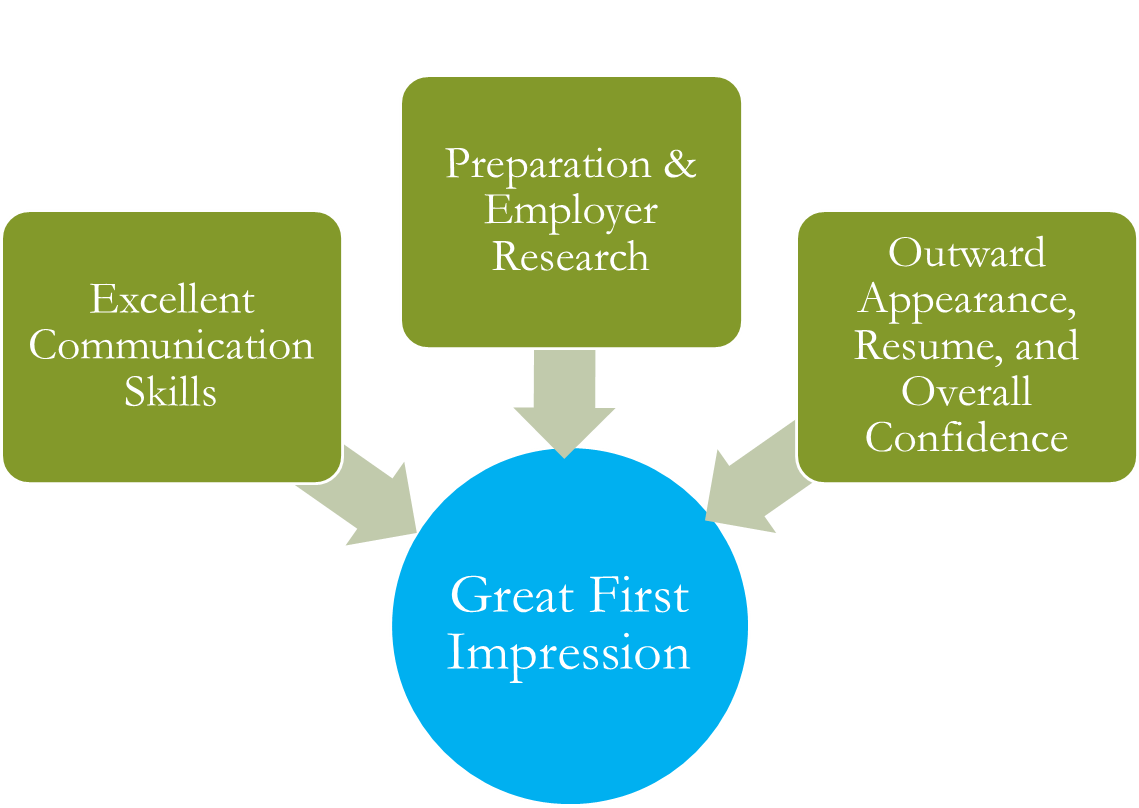 Excellent
Communication
Skills
Preparation &
Employer
Research
Outward
Appearance,
Resume, and
Overall
Confidence
Great First
Impression